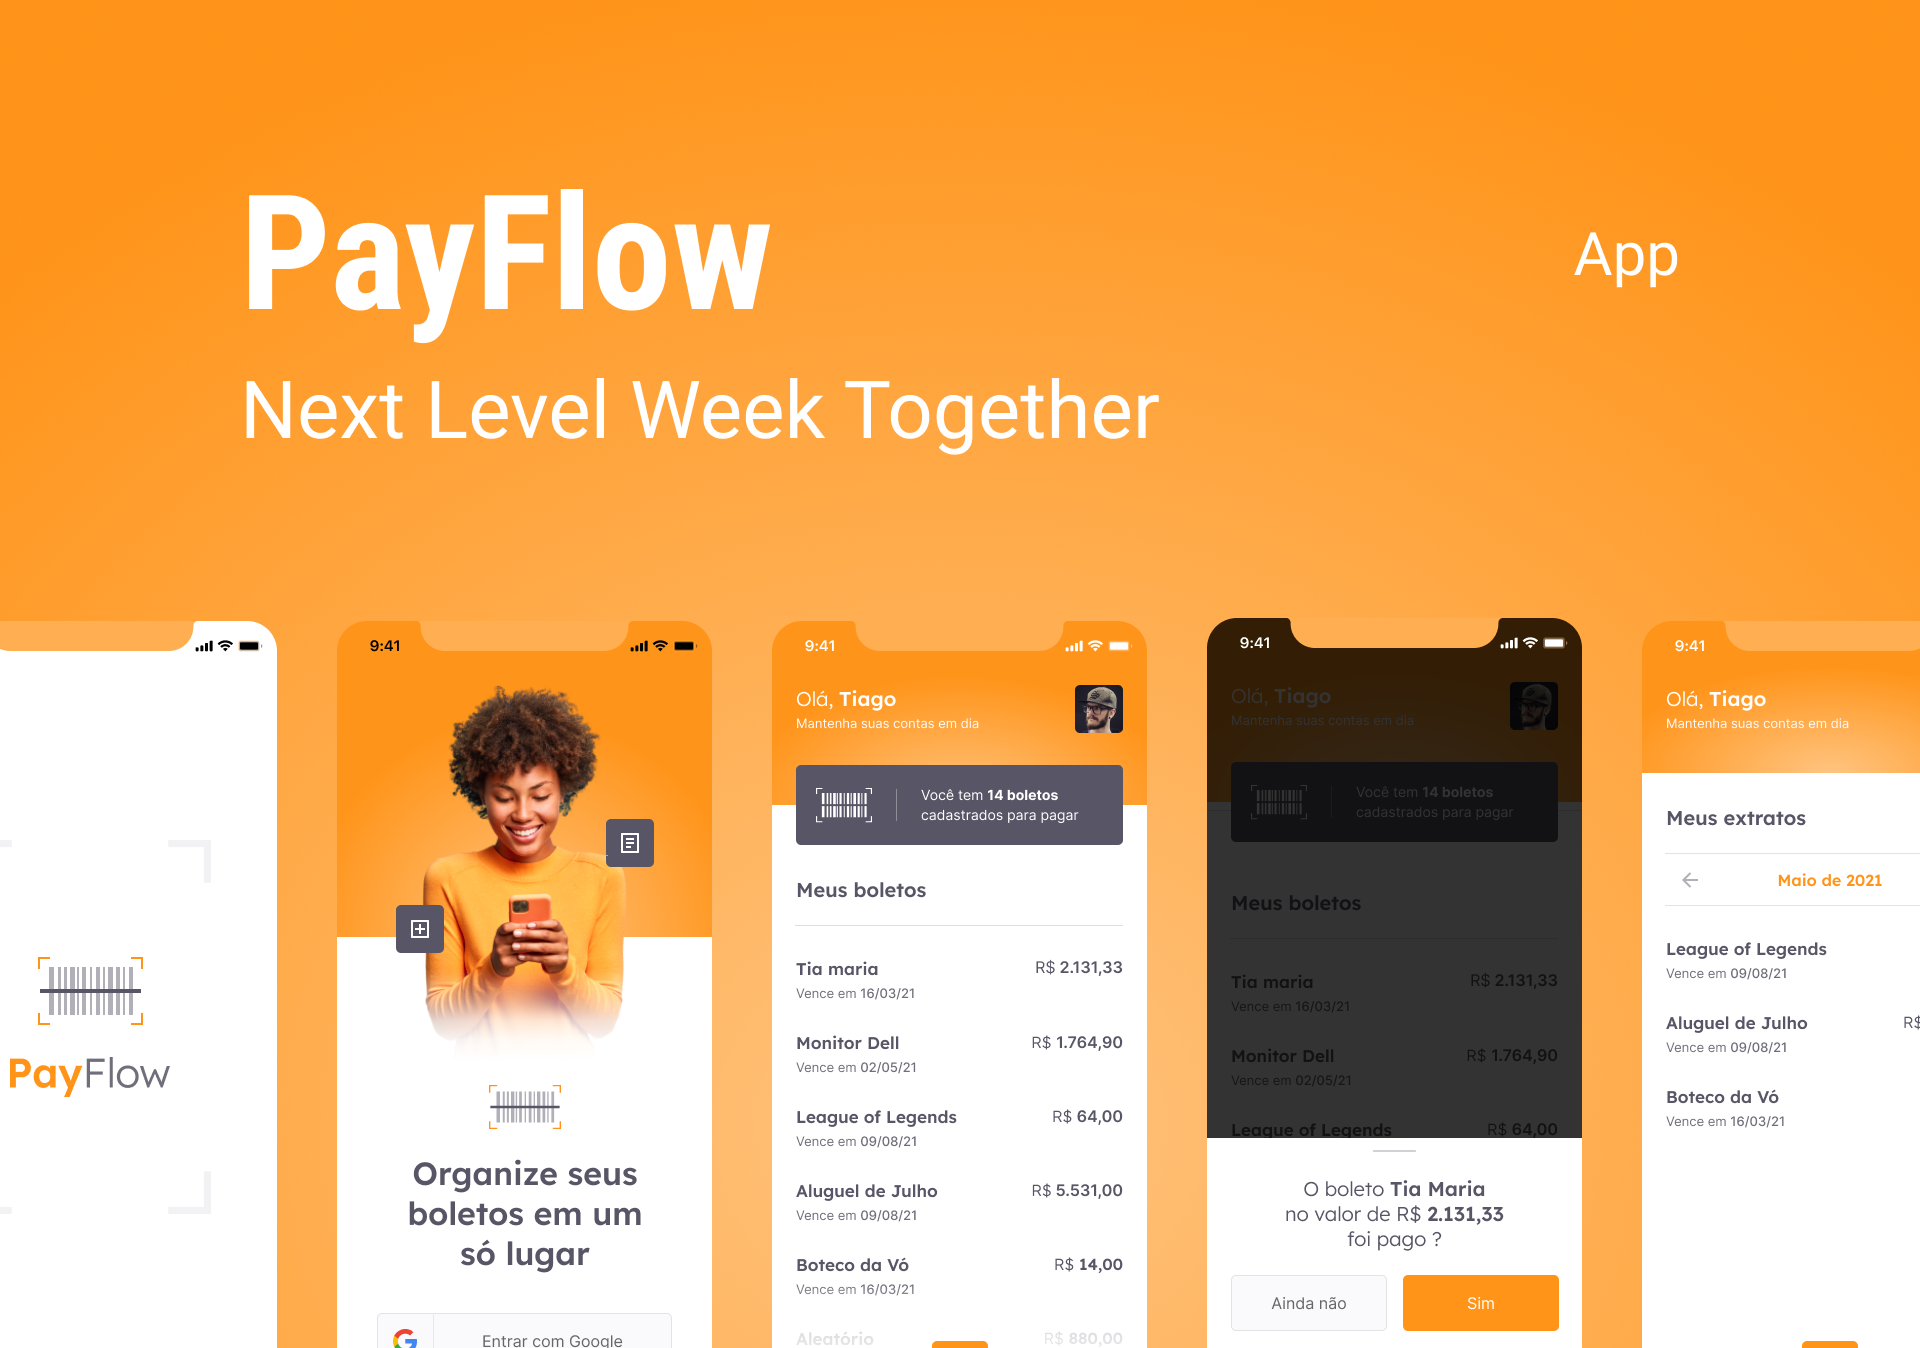 PayFlow
App
Next Level Week Together
PayFlow
9:41
Organize seus
boletos em um
só lugar
Entrar com Google
9:41
Olá, Tiago
Mantenha suas contas em dia
Você tem 14 boletos
cadastrados para pagar
Meus boletos
Tia maria R$ 2.131,33
Vence em 16/03/21
Monitor Dell R$ 1.764,90
Vence em 02/05/21
League of Legends R$ 64,00
Vence em 09/08/21
Aluguel de Julho R$ 5.531,00
Vence em 09/08/21
Boteco da Vó R$ 14,00
Vence em 16/03/21
Aleatório R$ 880,00
9:41
Olá, Tiago
Mantenha suas contas em dia
Você tem 14 boletos
cadastrados para pagar
Meus boletos
Tia maria R$ 2.131,33
Vence em 16/03/21
Monitor Dell R$ 1.764,90
Vence em 02/05/21
League of Legends R$ 64,00
O boleto Tia Maria
no valor de R$ 2.131,33
foi pago ?
Ainda não Sim
9:41
Olá, Tiago
Mantenha suas contas em dia
Meus extratos
Maio de 2021
League of Legends
Vence em 09/08/21
Aluguel de Julho R$
Vence em 09/08/21
Boteco da Vó
Vence em 16/03/21